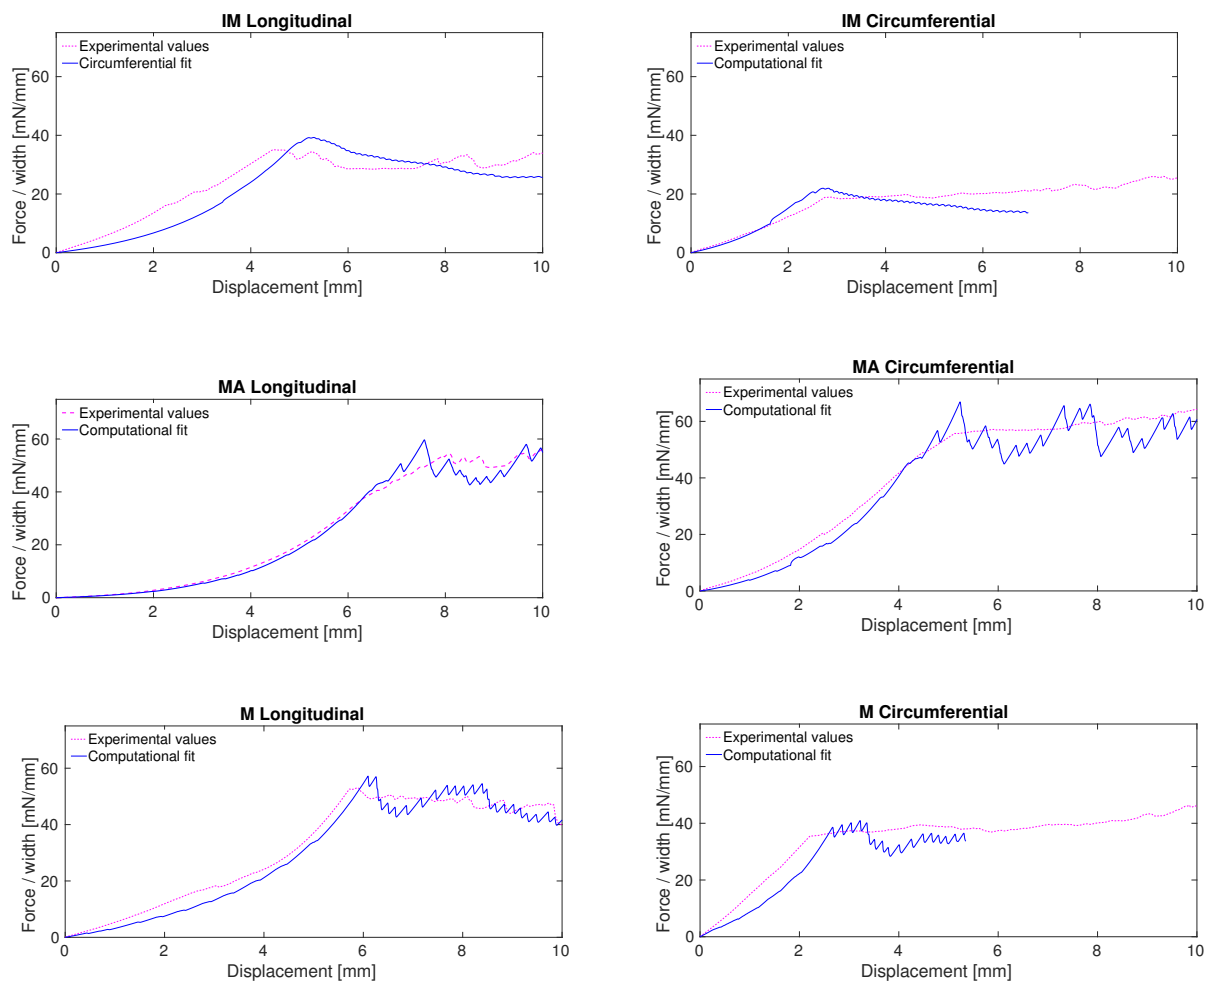 IM Longitudinal
Experimental values
Circumferential fit
Force / width [mN/mm]
60
40
20
0
0 2 4 6 8 10
Displacement [mm]
IM Circumferential
Experimental values
Computational fit
Force / width [mN/mm]
60
40
20
0
0 2 4 6 8 10
Displacement [mm]
MA Longitudinal
Experimental values
Computational fit
Force / width [mN/mm]
60
40
20
0
0 2 4 6 8 10
Displacement [mm]
MA Circumferential
Experimental values
Computational fit
Force / width [mN/mm]
60
40
20
0
0 2 4 6 8 10
Displacement [mm]
M Longitudinal
Experimental values
Computational fit
Force / width [mN/mm]
60
40
20
0
0 2 4 6 8 10
Displacement [mm]
M Circumferential
Experimental values
Computational fit
Force / width [mN/mm]
60
40
20
0
0 2 4 6 8 10
Displacement [mm]